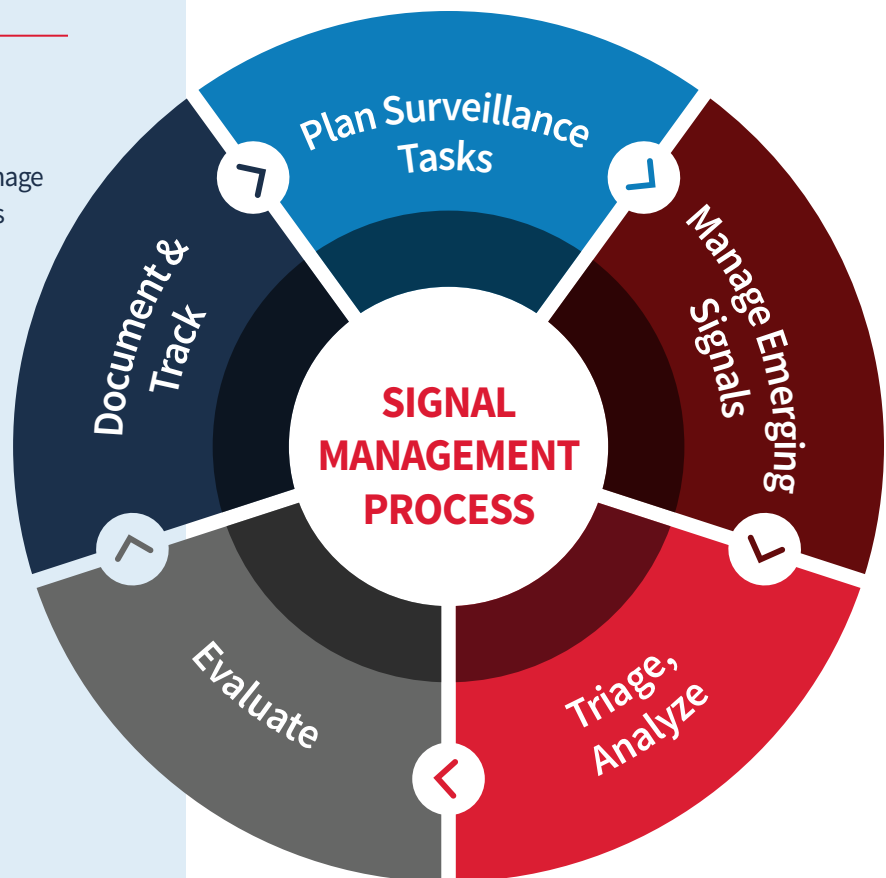 Plan Surveillance
Tasks
Manage Emerging
Signals
Triage,
Analyze
Evaluate
Document &
Track
SIGNAL
MANAGEMENT
PROCESS